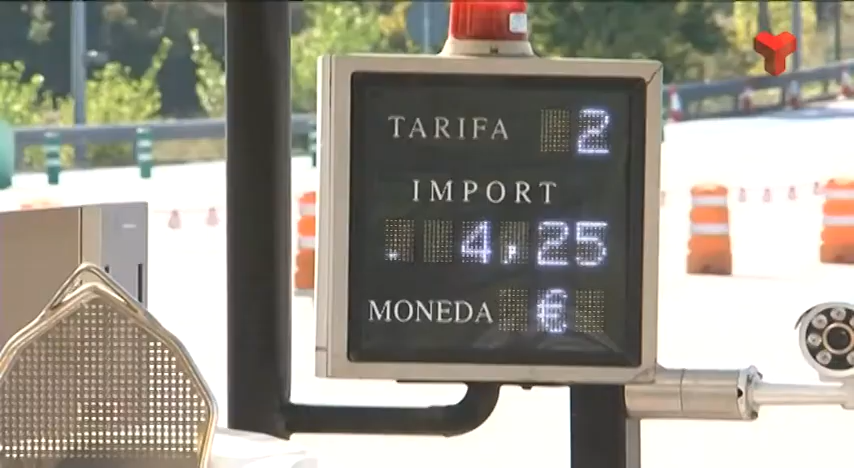 TARIFA 2
IMPORT
. 4,25
MONEDA €